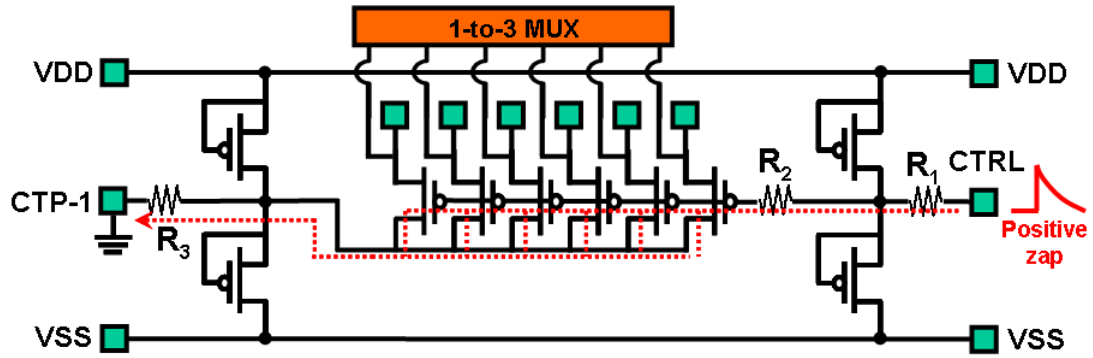 1-to-3 MUX
VDD
VDD
R2
R1
CTRL
CTP-1
R3
Positive
zap
VSS
VSS